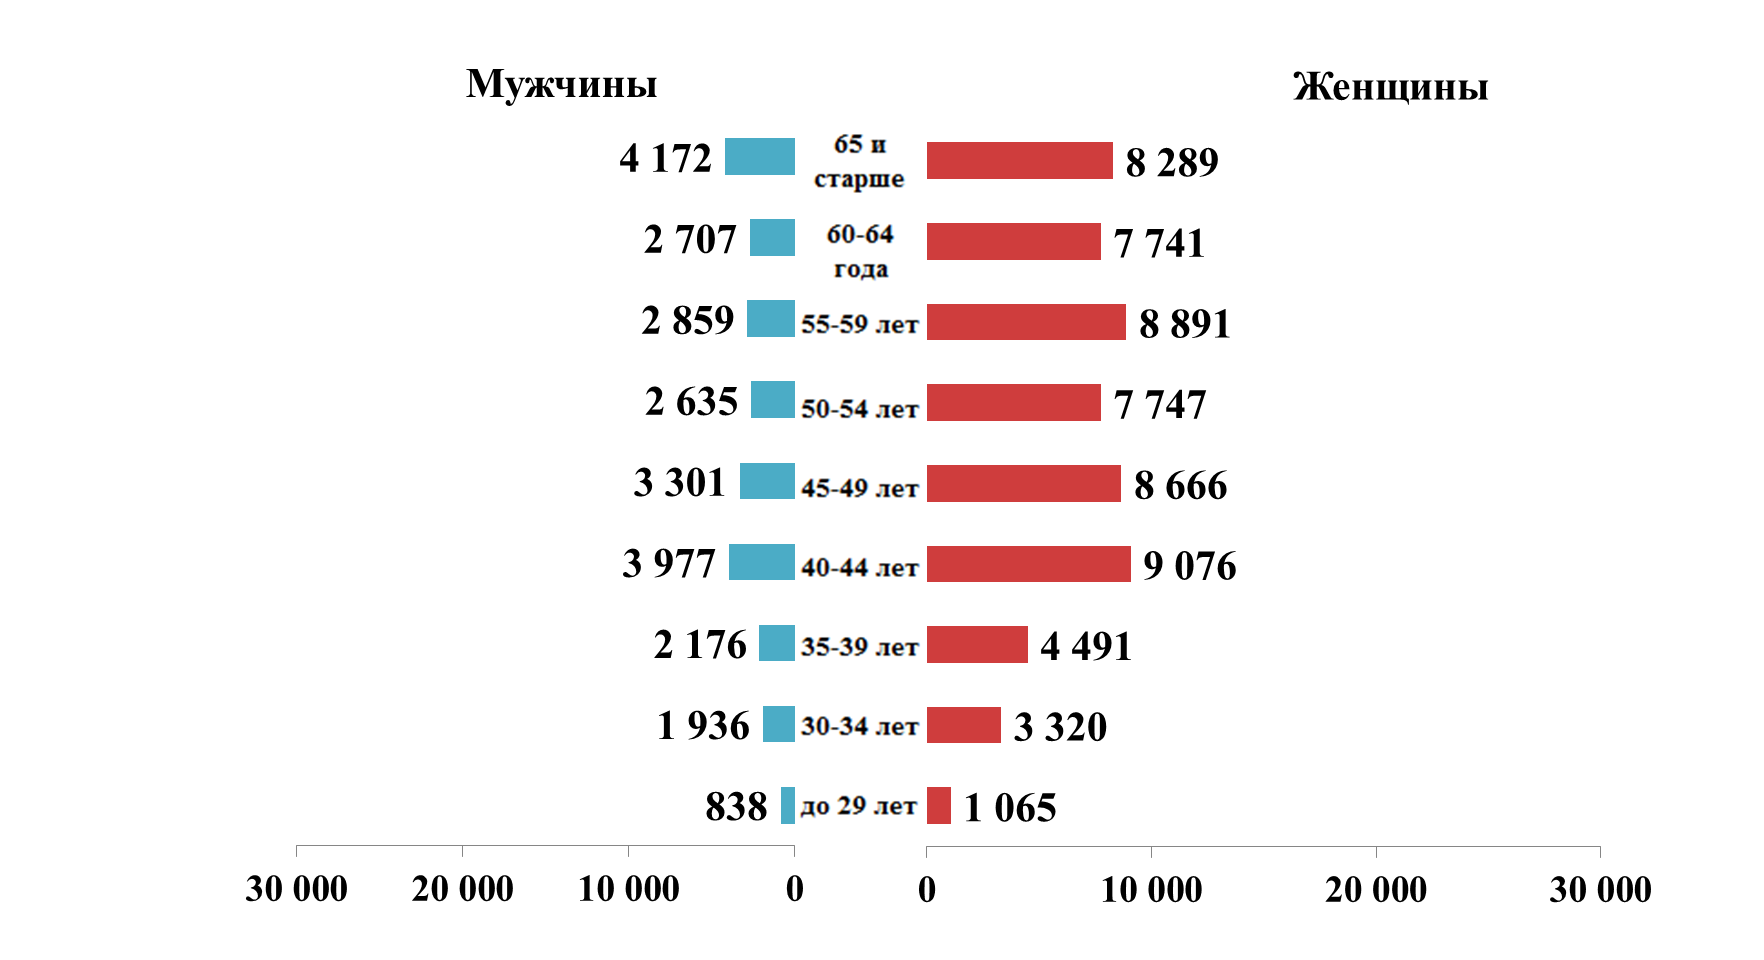 Мужчины
Женщины
4 172
65 и
старше
8 289
2 707
60-64
года
7 741
2 859
55-59 лет
8 891
2 635
50-54 лет
7 747
3 301
45-49 лет
8 666
3 977
40-44 лет
9 076
2 176
35-39 лет
4 491
1 936
30-34 лет
3 320
838
до 29 лет
1 065
30 000 20 000 10 000 0
0 10 000 20 000 30 000